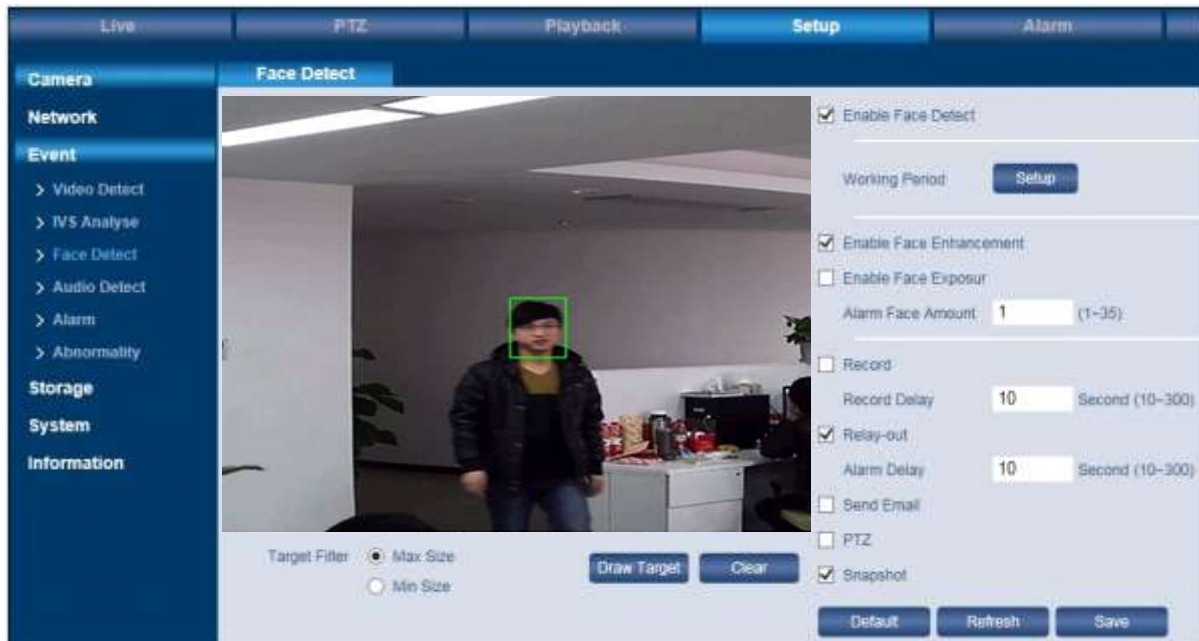 Live PTZ Playback Setup Alarm
Camera
Network
Event
> Video Detect
> IVS Analyse
> Face Detect
> Audio Detect
> Alarm
> Abnormality
Storage
System
Information
Face Detect
Target Filter Max Size
Min Size
Draw Target Clear
Enable Face Detect
Working Period Setup
Enable Face Enhancement
Enable Face Exposur
Alarm Face Amount 1 (1~35)
Record
Record Delay 10 Second (10~300)
Relay-out
Alarm Delay 10 Second (10~300)
Send Email
PTZ
Snapshot
Default Refresh Save